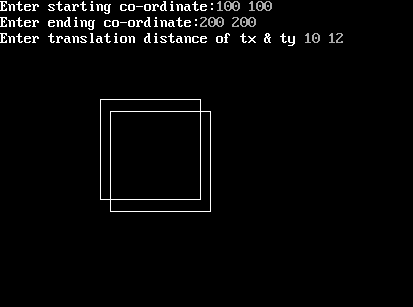 Enter starting co-ordinate:100 100
Enter ending co-ordinate:200 200
Enter translation distance of tx & ty 10 12